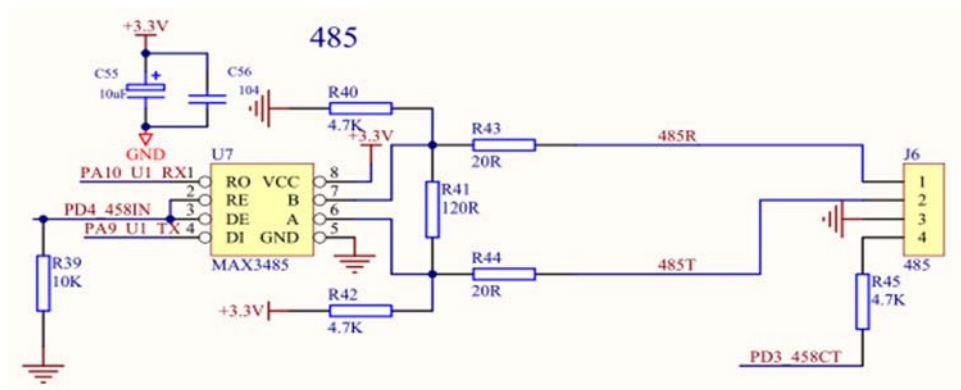 +3.3V
485
C55
10uF
C56
104
GND
R40
4.7K
+3.3V
R43
20R
485R
U7
PA10_U1_RX
1
RO
VCC
8
2
RE
B
7
PD4_458IN
3
DE
A
6
PA9_U1_TX
4
DI
GND
5
MAX3485
R41
120R
J6
1
2
3
4
485
R39
10K
R44
20R
485T
+3.3V
R42
4.7K
R45
4.7K
PD3_458CT